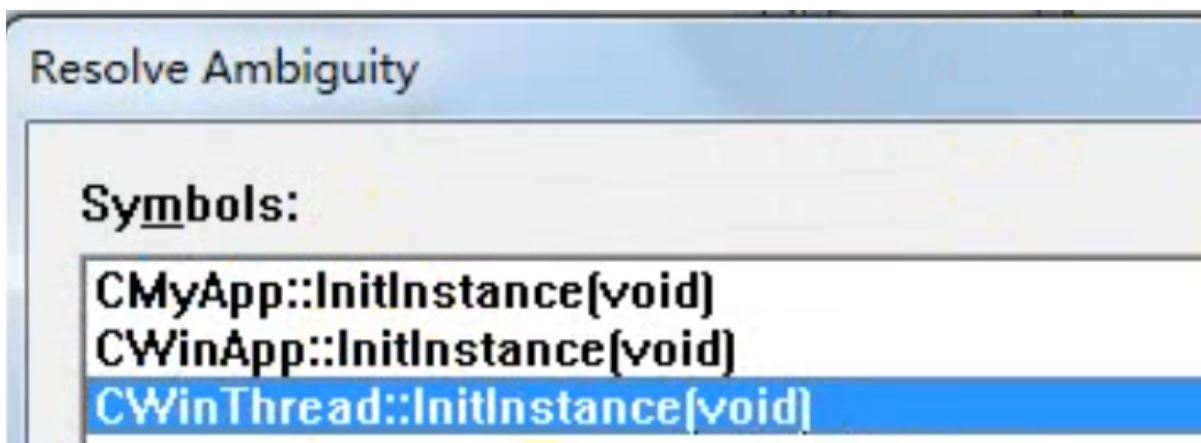 Resolve Ambiguity
Symbols:
CMyApp::InitInstance(void)
CWinApp::InitInstance(void)
CWinThread::InitInstance(void)